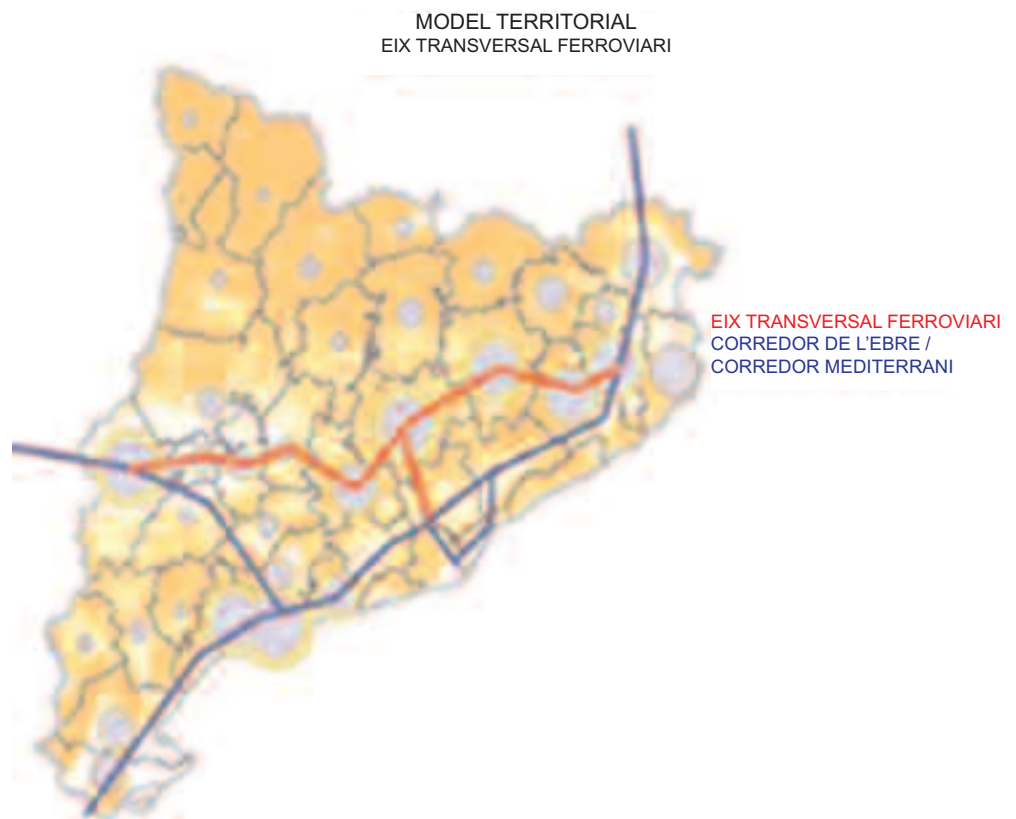 MODEL TERRITORIAL
EIX TRANSVERSAL FERROVIARI
EIX TRANSVERSAL FERROVIARI
CORREDOR DE L'EBRE /
CORREDOR MEDITERRANI